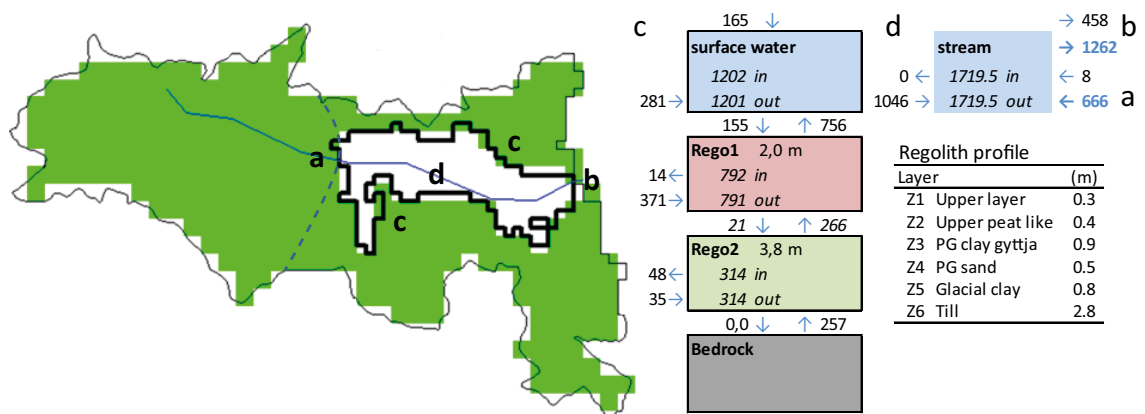 a
d
b
c
c
c
165 ↓
surface water
1202 in
281 → 1201 out
155 ↓ ↑ 756
Rego1 2,0 m
14 ← 792 in
371 → 791 out
21 ↓ ↑ 266
Rego2 3,8 m
48 ← 314 in
35 → 314 out
0,0 ↓ ↑ 257
Bedrock
d
→ 458
b
stream → 1262
0 ← 1719.5 in ← 8
1046 → 1719.5 out ← 666
a
Regolith profile
Layer (m)
Z1 Upper layer 0.3
Z2 Upper peat like 0.4
Z3 PG clay gyttja 0.9
Z4 PG sand 0.5
Z5 Glacial clay 0.8
Z6 Till 2.8